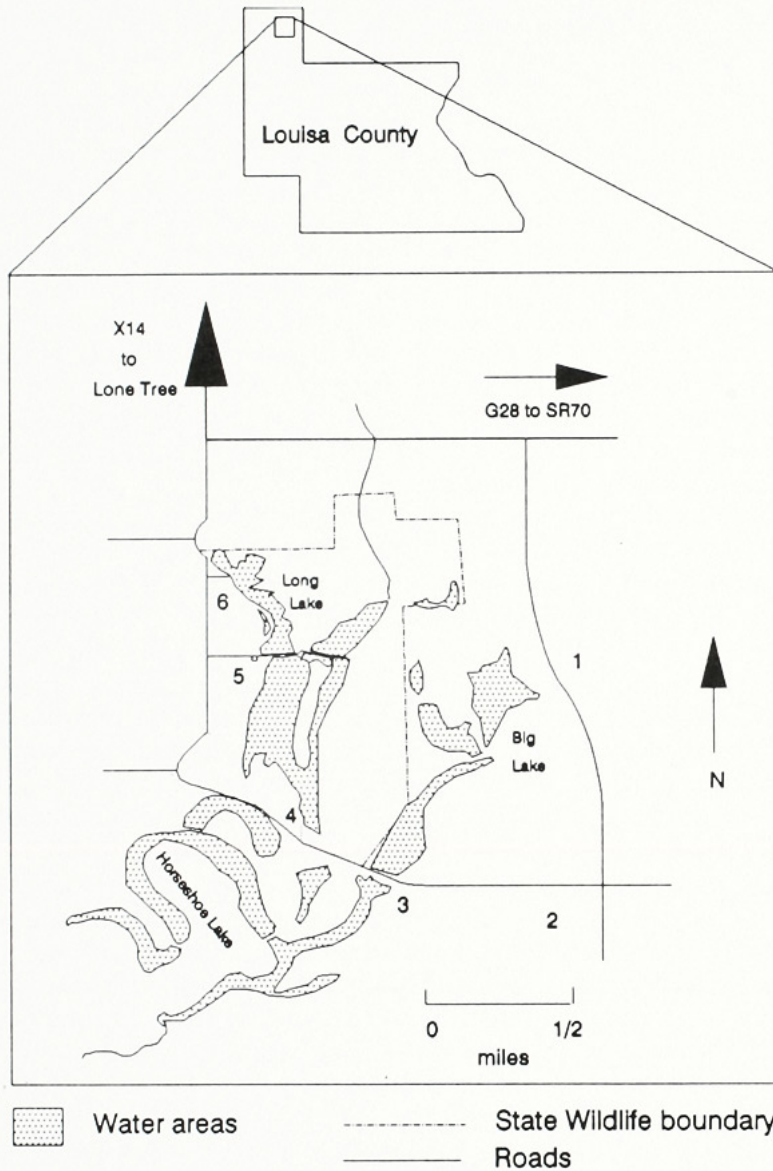 Louisa County
X14
to
Lone Tree
G28 to SR70
Long
Lake
6
5
1
Big
Lake
N
4
Horseshoe Lake
3
2
0 1/2
miles
Water areas
State Wildlife boundary
Roads